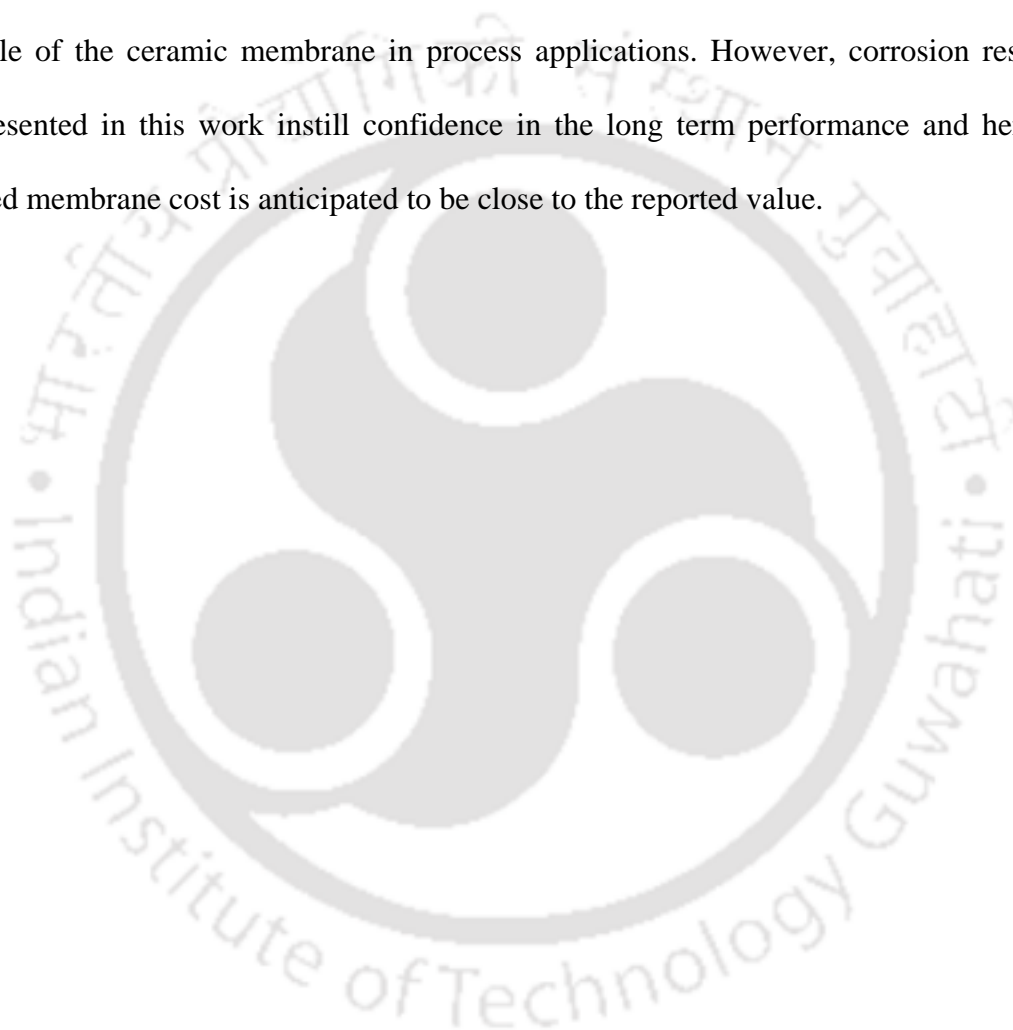 le of the ceramic membrane in process applications. However, corrosion res
esented in this work instill confidence in the long term performance and he
ed membrane cost is anticipated to be close to the reported value.
भारतीय प्रौद्योगिकी संस्थान गुवाहाटी
• Indian Institute of Technology Guwahati •